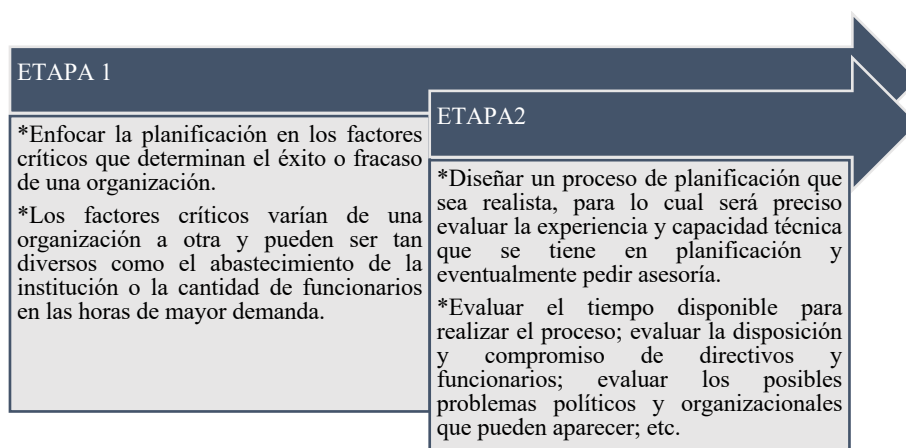 ETAPA 1
*Enfocar la planificación en los factores
críticos que determinan el éxito o fracaso
de una organización.
*Los factores críticos varían de una
organización a otra y pueden ser tan
diversos como el abastecimiento de la
institución o la cantidad de funcionarios
en las horas de mayor demanda.
ETAPA2
*Diseñar un proceso de planificación que
sea realista, para lo cual será preciso
evaluar la experiencia y capacidad técnica
que se tiene en planificación y
eventualmente pedir asesoría.
*Evaluar el tiempo disponible para
realizar el proceso; evaluar la disposición
y compromiso de directivos y
funcionarios; evaluar los posibles
problemas políticos y organizacionales
que pueden aparecer; etc.